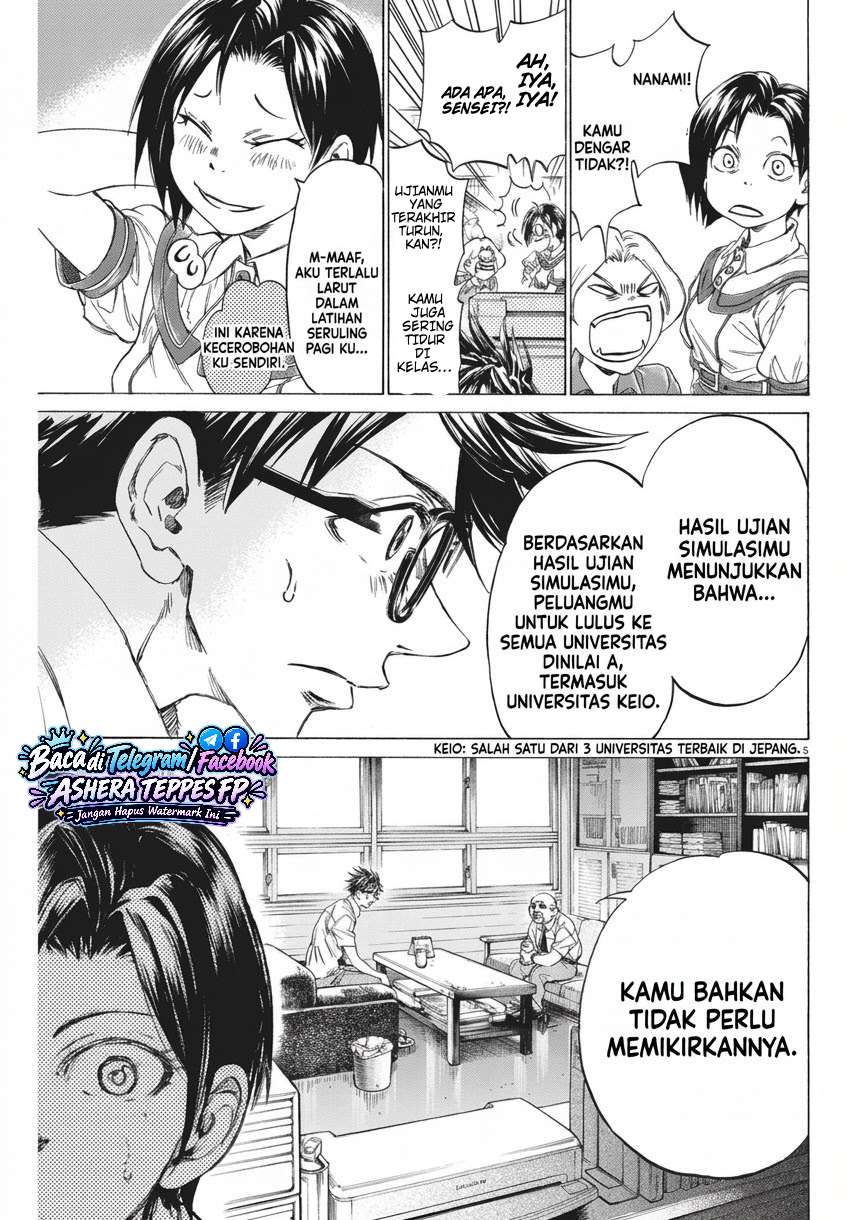 NANAMI!
KAMU
DENGAR
TIDAK?!
AH,
IYA,
IYA!
ADA APA,
SENSEI?!
UJIANMU
YANG
TERAKHIR
TURUN,
KAN?!
KAMU
JUGA
SERING
TIDUR
DI
KELAS...
M-MAAF,
AKU TERLALU
LARUT
DALAM
LATIHAN
SERULING
PAGI KU...
INI KARENA
KECEROBOHAN
KU SENDIRI.
HASIL UJIAN
SIMULASIMU
MENUNJUKKAN
BAHWA...
BERDASARKAN
HASIL UJIAN
SIMULASIMU,
PELUANGMU
UNTUK LULUS KE
SEMUA UNIVERSITAS
DINILAI A,
TERMASUK
UNIVERSITAS KEIO.
KEIO: SALAH SATU DARI 3 UNIVERSITAS TERBAIK DI JEPANG. 5
Baca di Telegram / Facebook
ASHERA TEPPES FP
Jangan Hapus Watermark Ini
KAMU BAHKAN
TIDAK PERLU
MEMIKIRKANNYA.